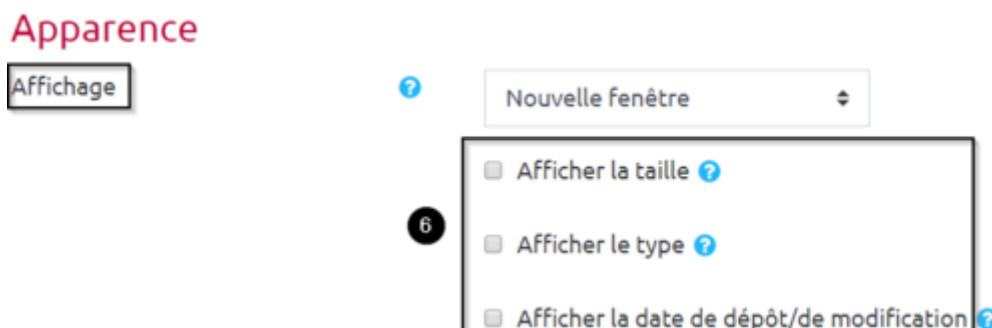 Apparence
Affichage
Nouvelle fenêtre
Afficher la taille
6
Afficher le type
Afficher la date de dépôt/de modification